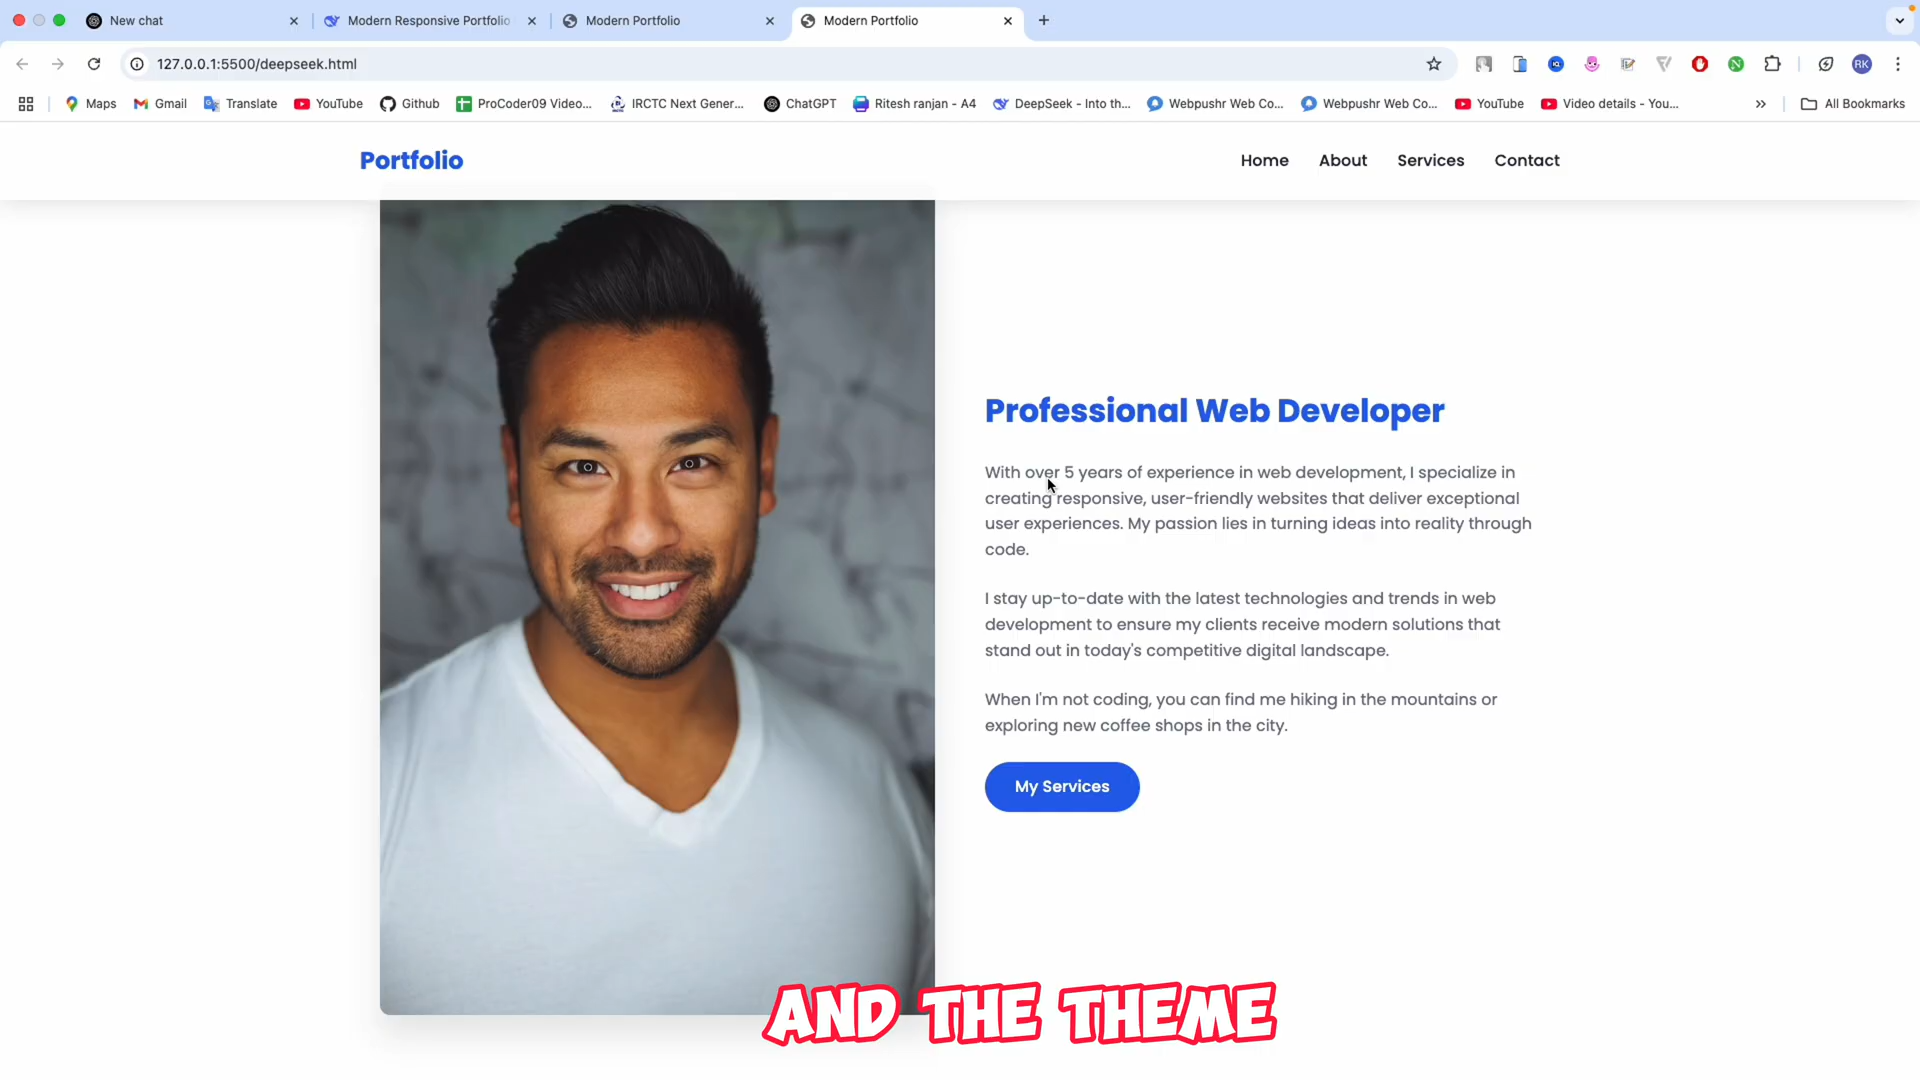 New chat
Modern Responsive Portfolio
Modern Portfolio
Modern Portfolio
127.0.0.1:5500/deepseek.html
RK
Maps
Gmail
Translate
YouTube
Github
ProCoder09 Video...
IRCTC Next Gener...
ChatGPT
Ritesh ranjan - A4
DeepSeek - Into th...
Webpushr Web Co...
Webpushr Web Co...
YouTube
Video details - You...
All Bookmarks
Portfolio
Home
About
Services
Contact
Professional Web Developer
With over 5 years of experience in web development, I specialize in
creating responsive, user-friendly websites that deliver exceptional
user experiences. My passion lies in turning ideas into reality through
code.
I stay up-to-date with the latest technologies and trends in web
development to ensure my clients receive modern solutions that
stand out in today's competitive digital landscape.
When I'm not coding, you can find me hiking in the mountains or
exploring new coffee shops in the city.
My Services
AND THE THEME